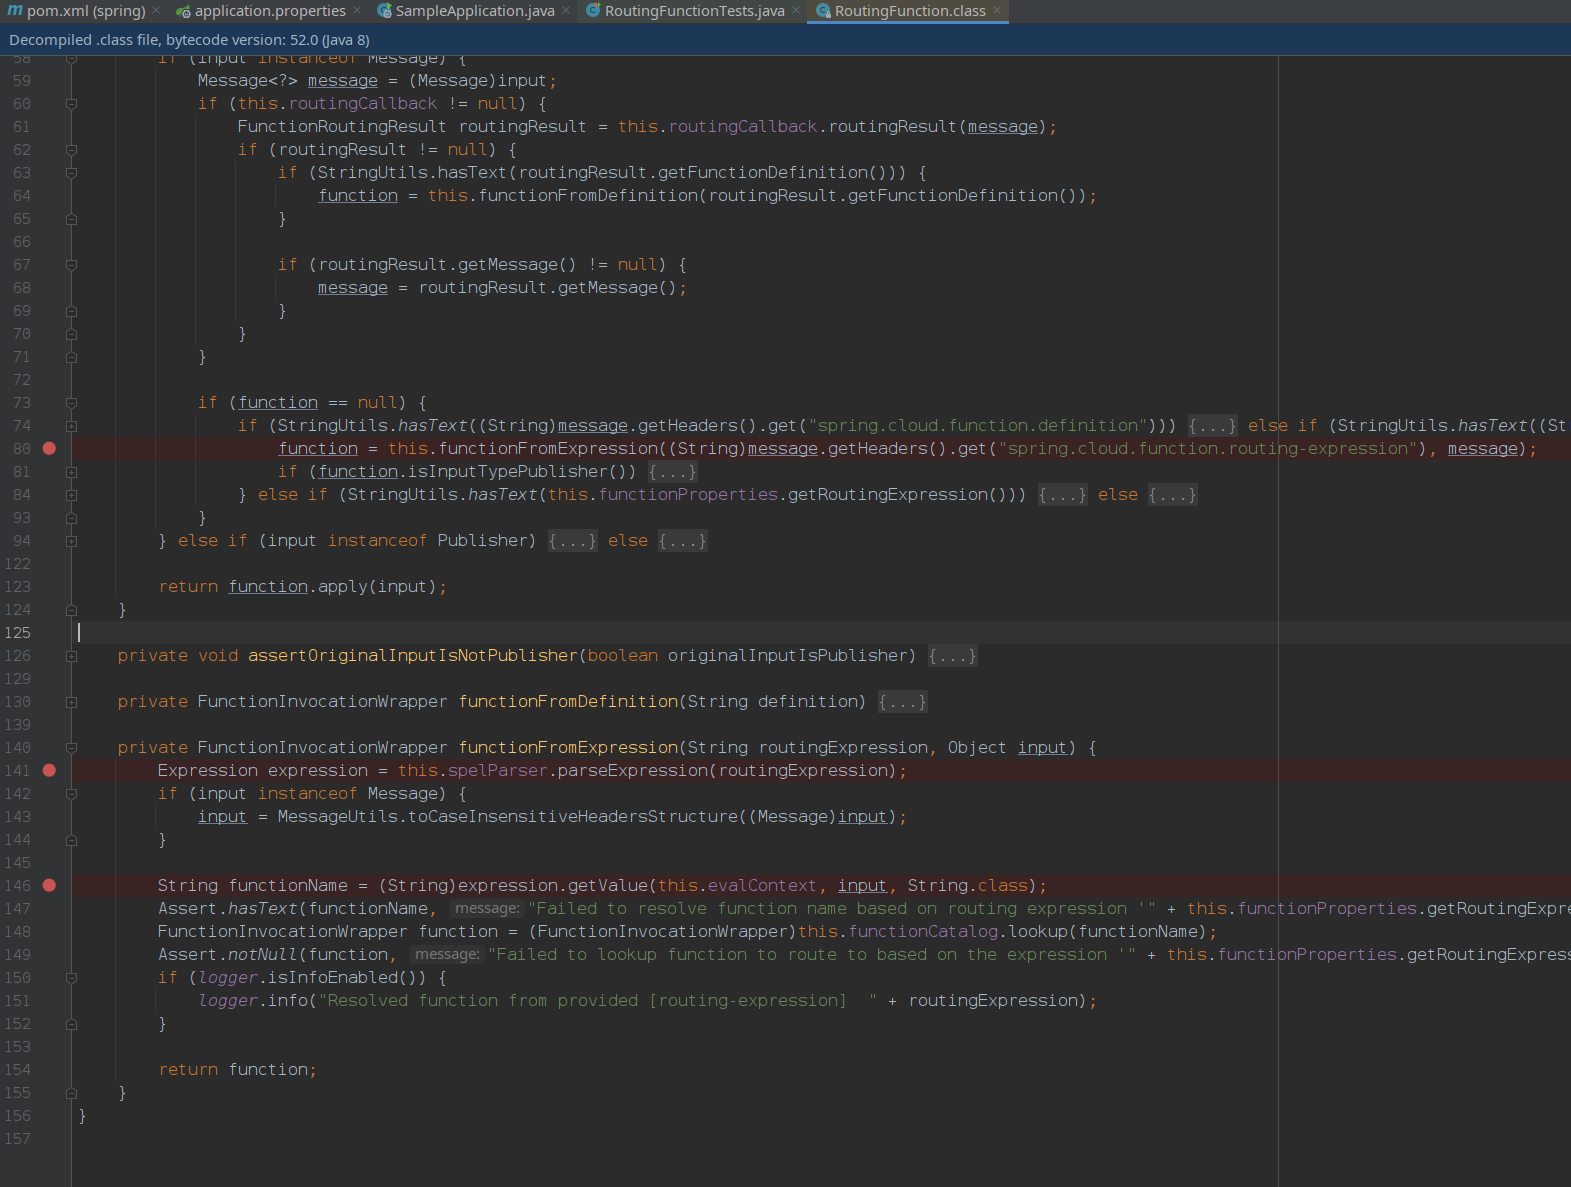 pom.xml (spring) application.properties SampleApplication.java RoutingFunctionTests.java RoutingFunction.class
Decompiled .class file, bytecode version: 52.0 (Java 8)
58 if (input instanceof Message) {
59 Message<?> message = (Message)input;
60 if (this.routingCallback != null) {
61 FunctionRoutingResult routingResult = this.routingCallback.routingResult(message);
62 if (routingResult != null) {
63 if (StringUtils.hasText(routingResult.getFunctionDefinition())) {
64 function = this.functionFromDefinition(routingResult.getFunctionDefinition());
65 }
66
67 if (routingResult.getMessage() != null) {
68 message = routingResult.getMessage();
69 }
70 }
71 }
72
73 if (function == null) {
74 if (StringUtils.hasText((String)message.getHeaders().get("spring.cloud.function.definition"))) {...} else if (StringUtils.hasText((St
80 function = this.functionFromExpression((String)message.getHeaders().get("spring.cloud.function.routing-expression"), message);
81 if (function.isInputTypePublisher()) {...}
84 } else if (StringUtils.hasText(this.functionProperties.getRoutingExpression())) {...} else {...}
93 }
94 } else if (input instanceof Publisher) {...} else {...}
122
123 return function.apply(input);
124 }
125
126 private void assertOriginalInputIsNotPublisher(boolean originalInputIsPublisher) {...}
129
130 private FunctionInvocationWrapper functionFromDefinition(String definition) {...}
139
140 private FunctionInvocationWrapper functionFromExpression(String routingExpression, Object input) {
141 Expression expression = this.spelParser.parseExpression(routingExpression);
142 if (input instanceof Message) {
143 input = MessageUtils.toCaseInsensitiveHeadersStructure((Message)input);
144 }
145
146 String functionName = (String)expression.getValue(this.evalContext, input, String.class);
147 Assert.hasText(functionName, message: "Failed to resolve function name based on routing expression '" + this.functionProperties.getRoutingExpre
148 FunctionInvocationWrapper function = (FunctionInvocationWrapper)this.functionCatalog.lookup(functionName);
149 Assert.notNull(function, message: "Failed to lookup function to route to based on the expression '" + this.functionProperties.getRoutingExpress
150 if (logger.isInfoEnabled()) {
151 logger.info("Resolved function from provided [routing-expression]  " + routingExpression);
152 }
153
154 return function;
155 }
156 }
157